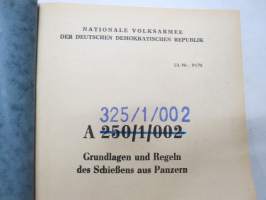 NATIONALE VOLKSARMEE
DER DEUTSCHEN DEMOKRATISCHEN REPUBLIK
325/1/002
A 250/1/002
Grundlagen und Regeln
des Schießens aus Panzern